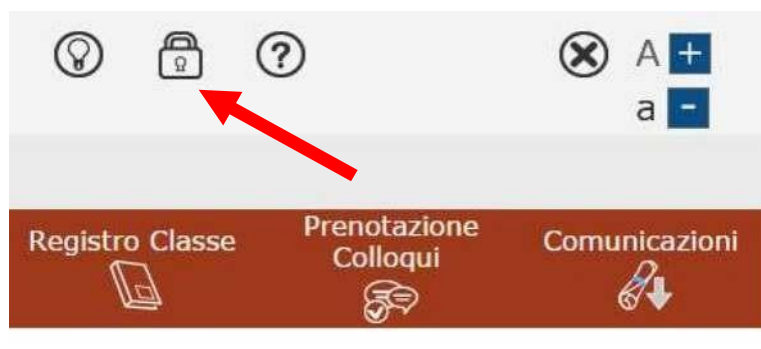 ?
A +
a -
Registro Classe
Prenotazione
Colloqui
Comunicazioni